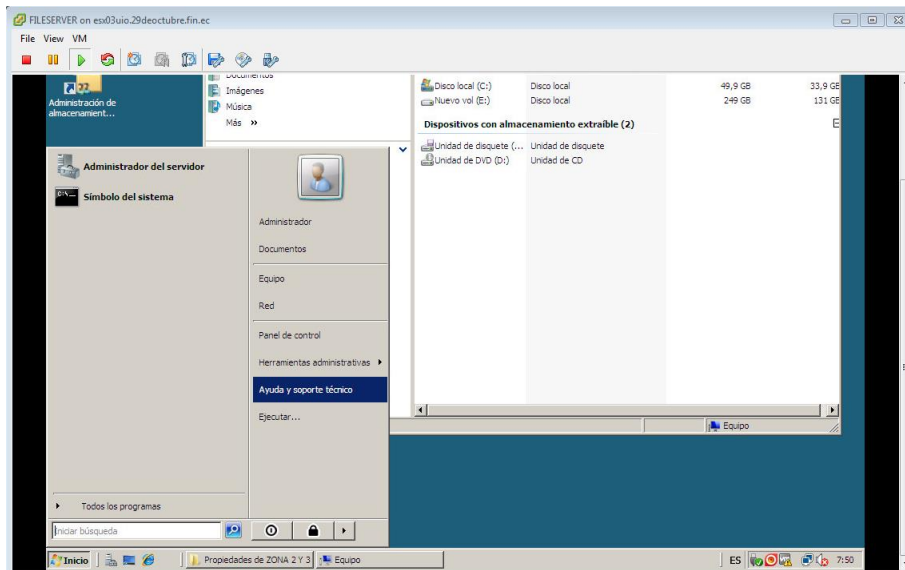 FILESERVER on esx03uio.29deoctubre.fin.ec
File View VM
Administración de
almacenament...
Documentos
Imágenes
Música
Más »
Disco local (C:) Disco local 49,9 GB 33,9 GB
Nuevo vol (E:) Disco local 249 GB 131 GB
Dispositivos con almacenamiento extraíble (2)
Unidad de disquete (... Unidad de disquete
Unidad de DVD (D:) Unidad de CD
Administrador del servidor
Símbolo del sistema
Administrador
Documentos
Equipo
Red
Panel de control
Herramientas administrativas
Ayuda y soporte técnico
Ejecutar...
Todos los programas
Iniciar búsqueda
Equipo
Inicio
Propiedades de ZONA 2 Y 3
Equipo
ES
7:50